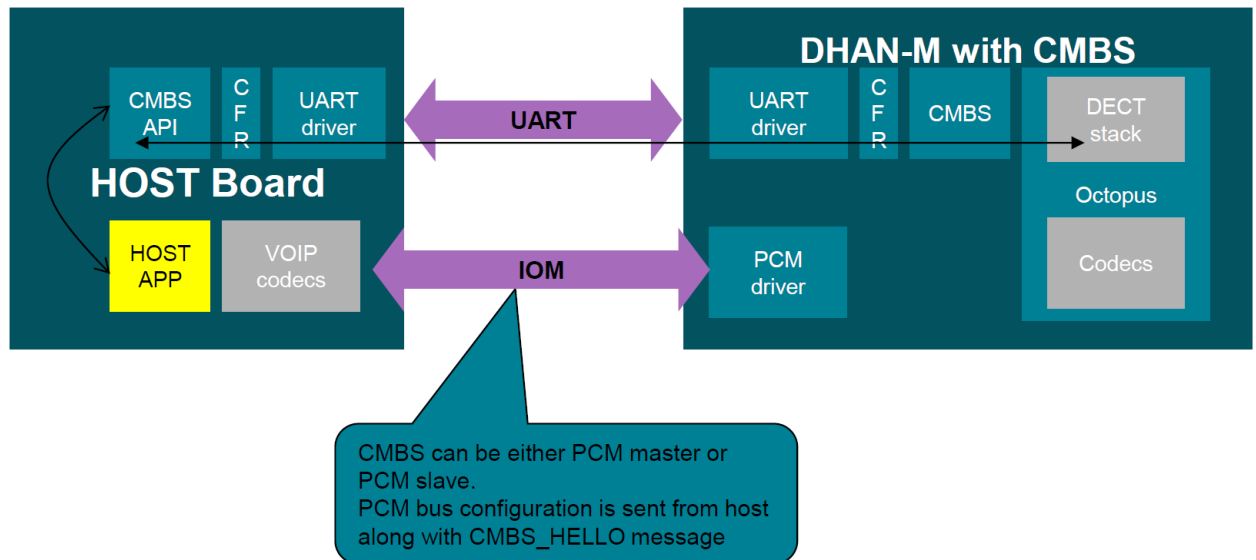 DHAN-M with CMBS
CMBS
API
C
F
R
UART
driver
UART
UART
driver
C
F
R
CMBS
DECT
stack
HOST Board
Octopus
HOST
APP
VOIP
codecs
IOM
PCM
driver
Codecs
CMBS can be either PCM master or
PCM slave.
PCM bus configuration is sent from host
along with CMBS_HELLO message